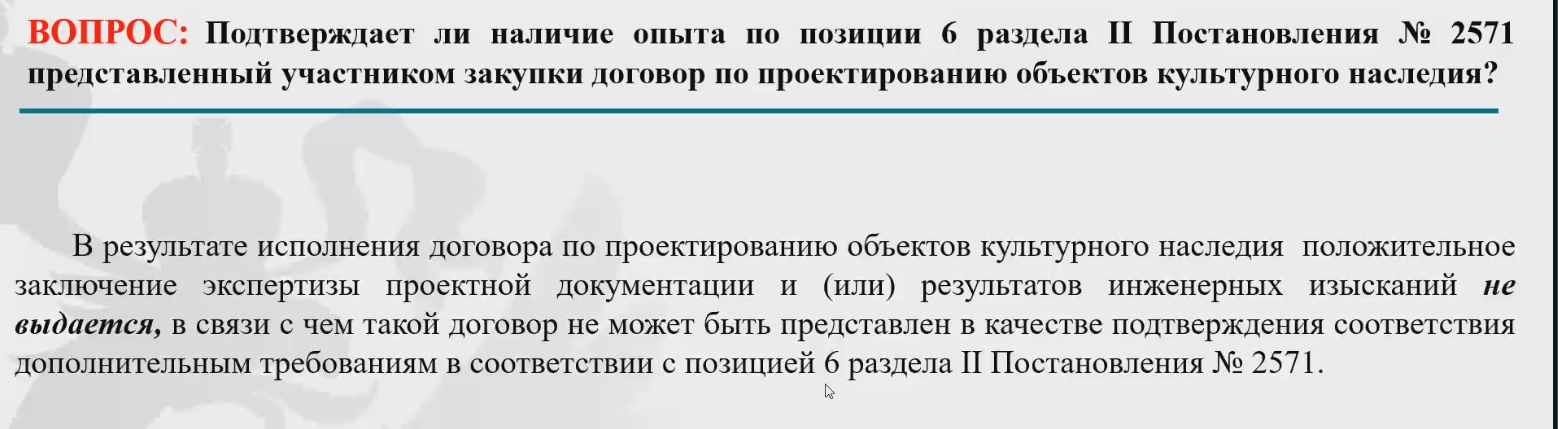 ВОПРОС: Подтверждает ли наличие опыта по позиции 6 раздела II Постановления № 2571
представленный участником закупки договор по проектированию объектов культурного наследия?
В результате исполнения договора по проектированию объектов культурного наследия положительное
заключение экспертизы проектной документации и (или) результатов инженерных изысканий не
выдается, в связи с чем такой договор не может быть представлен в качестве подтверждения соответствия
дополнительным требованиям в соответствии с позицией 6 раздела II Постановления № 2571.